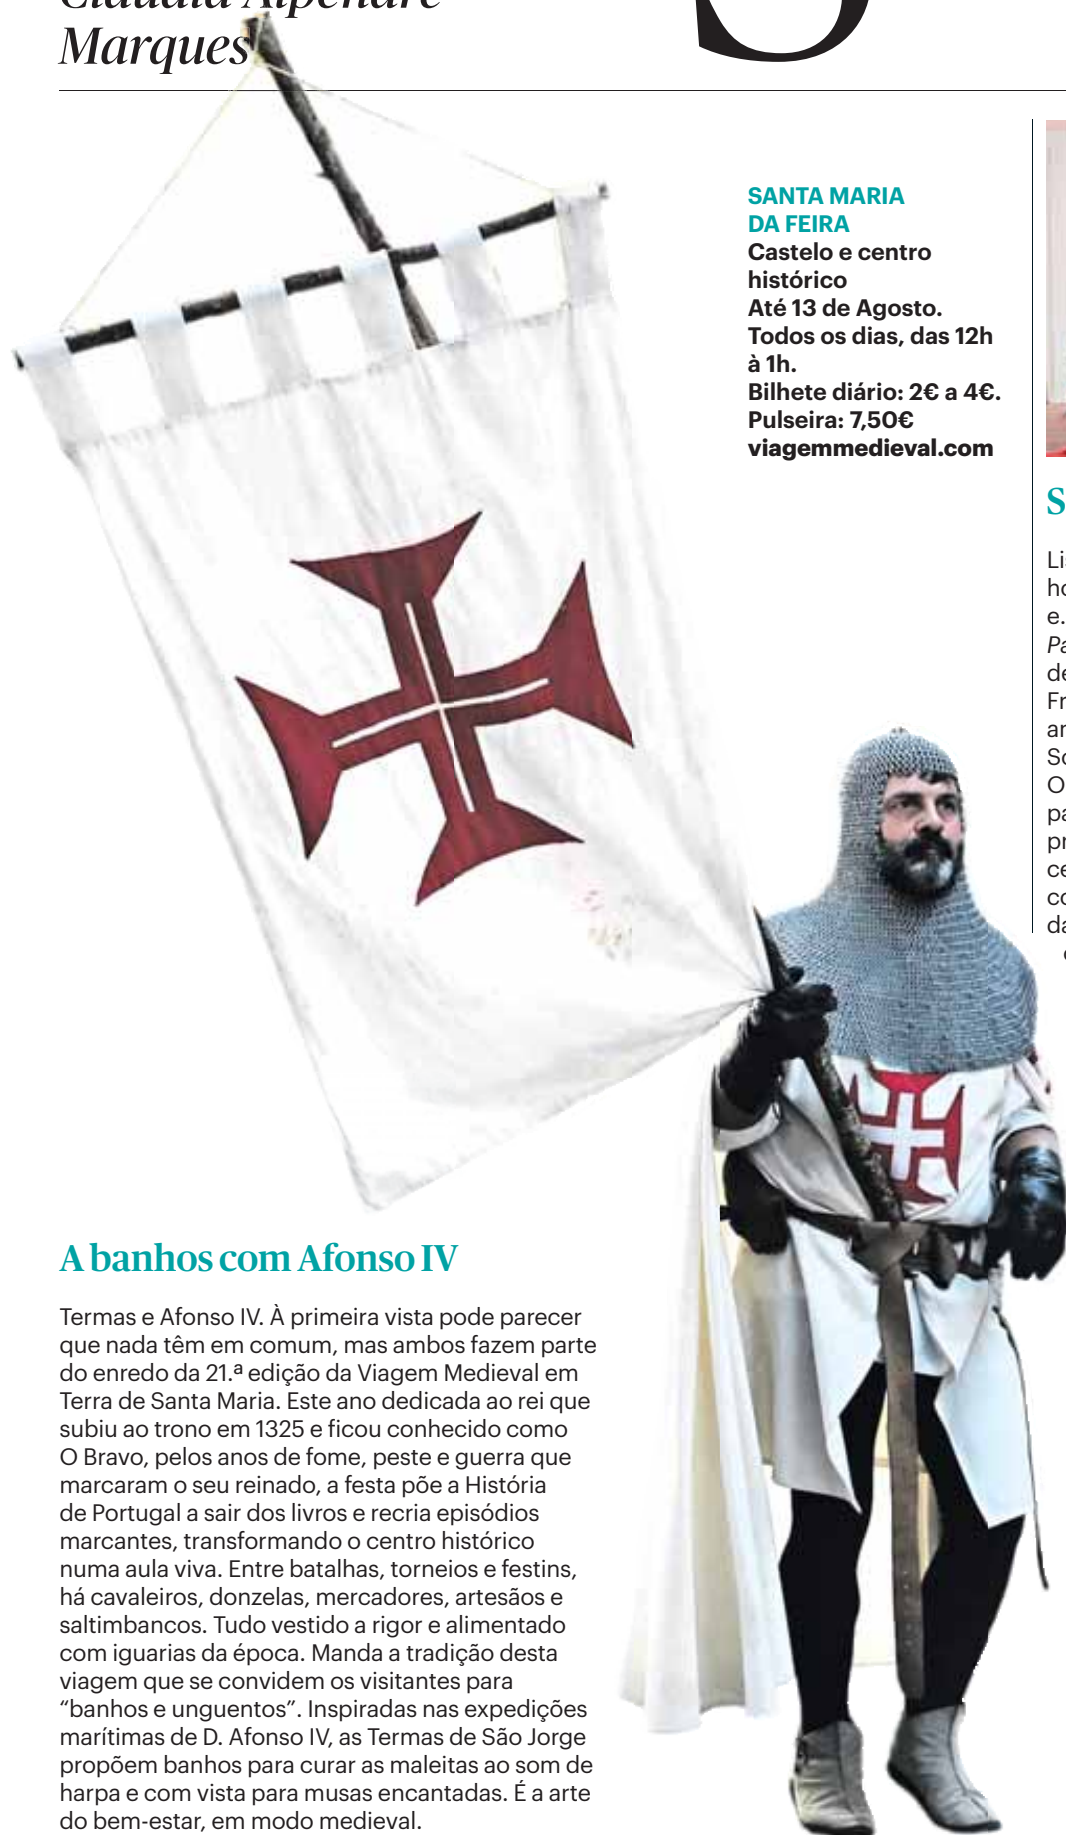 Marques
SANTA MARIA
DA FEIRA
Castelo e centro
histórico
Até 13 de Agosto.
Todos os dias, das 12h
à 1h.
Bilhete diário: 2€ a 4€.
Pulseira: 7,50€
viagemmedieval.com
A banhos com Afonso IV
Termas e Afonso IV. À primeira vista pode parecer
que nada têm em comum, mas ambos fazem parte
do enredo da 21.ª edição da Viagem Medieval em
Terra de Santa Maria. Este ano dedicada ao rei que
subiu ao trono em 1325 e ficou conhecido como
O Bravo, pelos anos de fome, peste e guerra que
marcaram o seu reinado, a festa põe a História
de Portugal a sair dos livros e recria episódios
marcantes, transformando o centro histórico
numa aula viva. Entre batalhas, torneios e festins,
há cavaleiros, donzelas, mercadores, artesãos e
saltimbancos. Tudo vestido a rigor e alimentado
com iguarias da época. Manda a tradição desta
viagem que se convidem os visitantes para
“banhos e unguentos”. Inspiradas nas expedições
marítimas de D. Afonso IV, as Termas de São Jorge
propõem banhos para curar as maleitas ao som de
harpa e com vista para musas encantadas. É a arte
do bem-estar, em modo medieval.